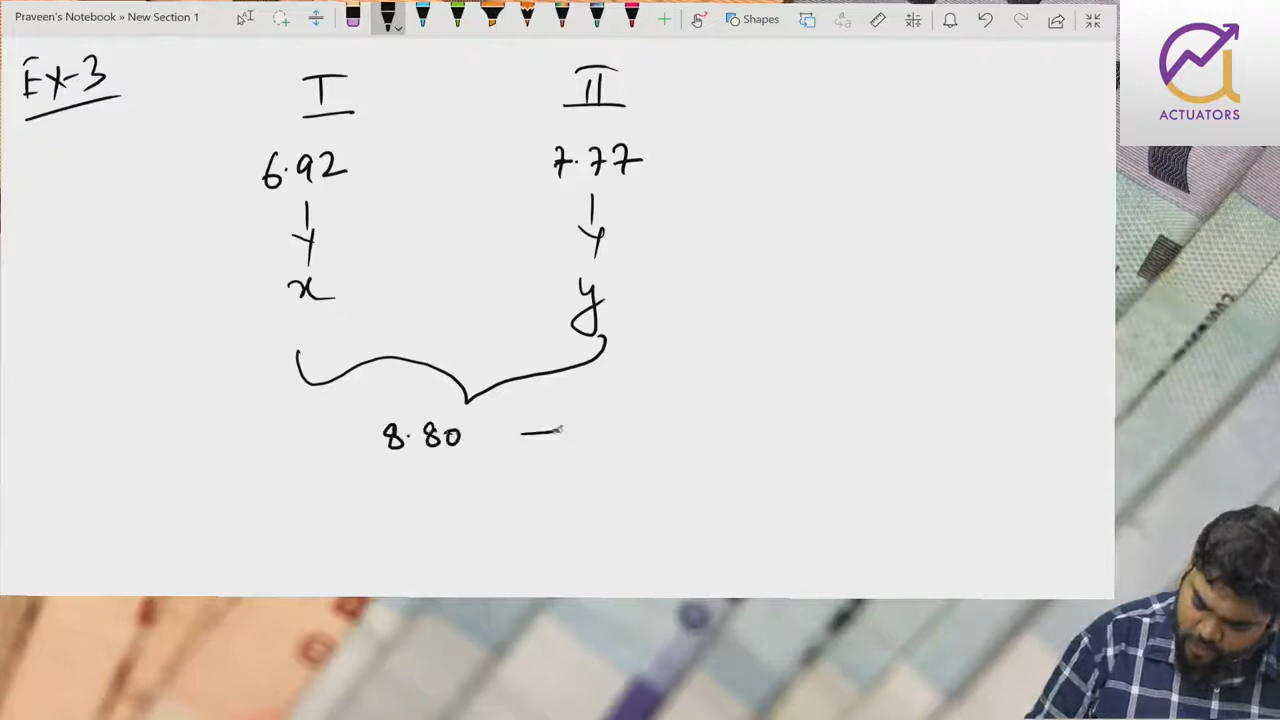 Praveen's Notebook » New Section 1
Shapes
ACTUATORS
Ex-3
I
II
6.92
7.77
x
y
8.80 —